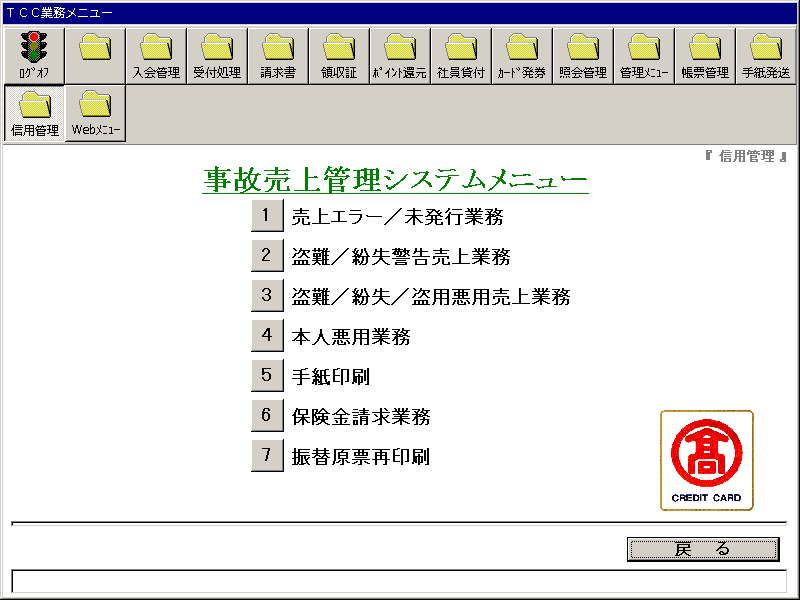 ＴＣＣ業務メニュー
ﾛｸﾞｵﾌ
入会管理
受付処理
請求書
領収証
ﾎﾟｲﾝﾄ還元
社員貸付
ｶｰﾄﾞ発券
照会管理
管理ﾒﾆｭｰ
帳票管理
手紙発送
信用管理
Webﾒﾆｭｰ
『 信用管理 』
事故売上管理システムメニュー
1 売上エラー／未発行業務
2 盗難／紛失警告売上業務
3 盗難／紛失／盗用悪用売上業務
4 本人悪用業務
5 手紙印刷
6 保険金請求業務
7 振替原票再印刷
髙
CREDIT CARD
戻 る